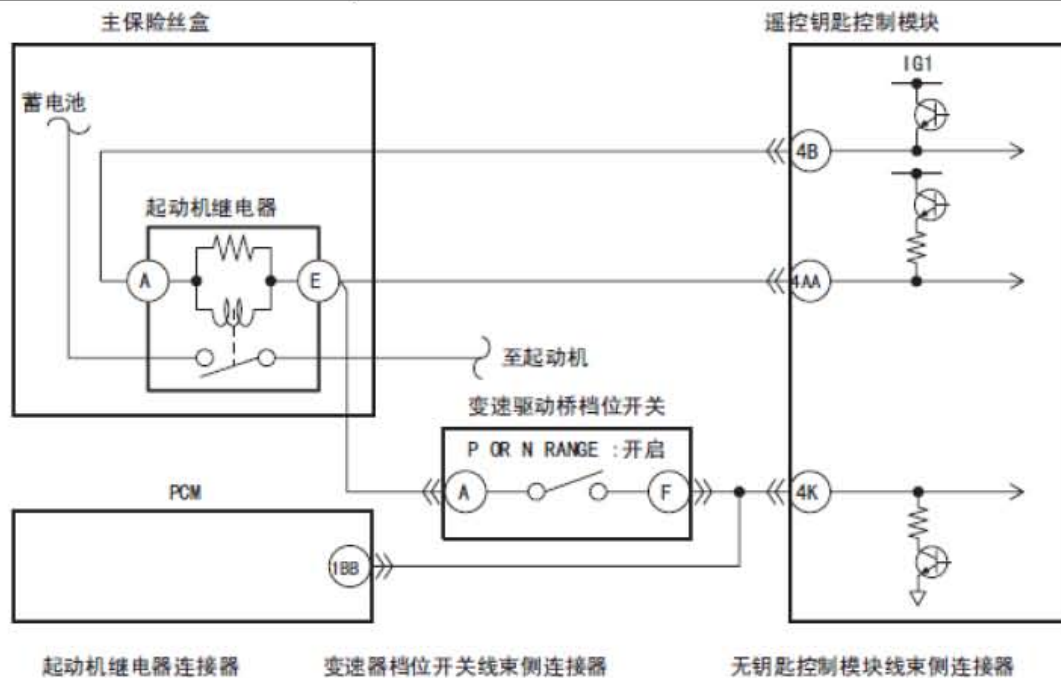 主保险丝盒
遥控钥匙控制模块
IG1
蓄电池
4B
起动机继电器
A
E
4AA
至起动机
变速驱动桥档位开关
P OR N RANGE :开启
PCM
A
F
4K
1BB
起动机继电器连接器
变速器档位开关线束侧连接器
无钥匙控制模块线束侧连接器